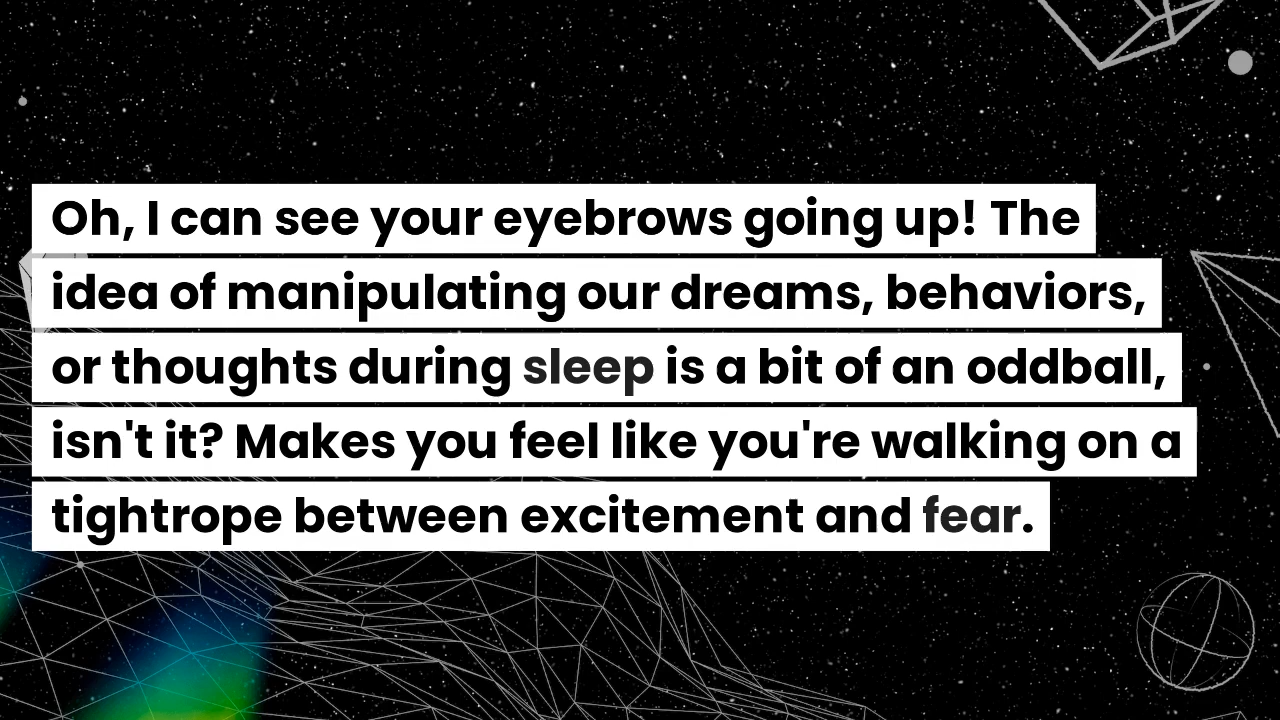 Oh, I can see your eyebrows going up! The
idea of manipulating our dreams, behaviors,
or thoughts during sleep is a bit of an oddball,
isn't it? Makes you feel like you're walking on a
tightrope between excitement and fear.